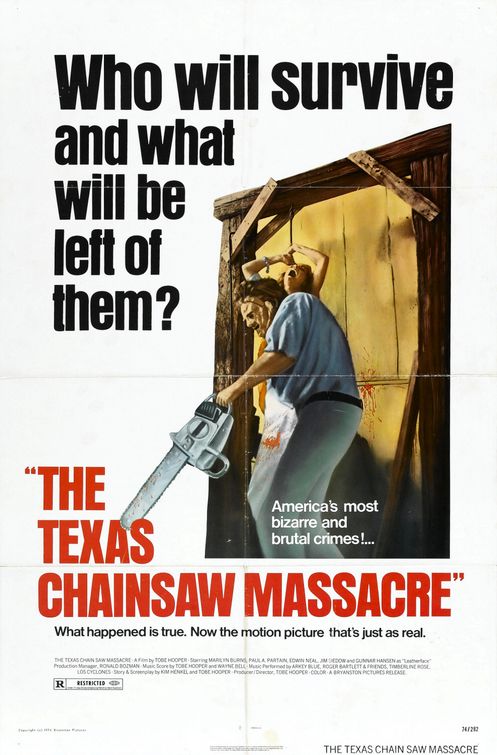 Who will survive
and what
will be
left of
them?
America's most
bizarre and
brutal crimes!...
"THE
TEXAS
CHAINSAW MASSACRE"
What happened is true. Now the motion picture that's just as real.
THE TEXAS CHAIN SAW MASSACRE · A Film by TOBE HOOPER · Starring MARILYN BURNS, PAUL A. PARTAIN, EDWIN NEAL, JIM SIEDOW and GUNNAR HANSEN as "Leatherface"
Production Manager, RONALD BOZMAN · Music Score by TOBE HOOPER and WAYNE BELL · Music Performed by ARKEY BLUE, ROGER BARTLETT & FRIENDS, TIMBERLINE ROSE,
LOS CYCLONES · Story & Screenplay by KIM HENKEL and TOBE HOOPER · Producer/Director, TOBE HOOPER · COLOR · A BRYANSTON PICTURES RELEASE.
R RESTRICTED
Copyright (c) 1974, Bryanston Pictures
74/282
THE TEXAS CHAIN SAW MASSACRE